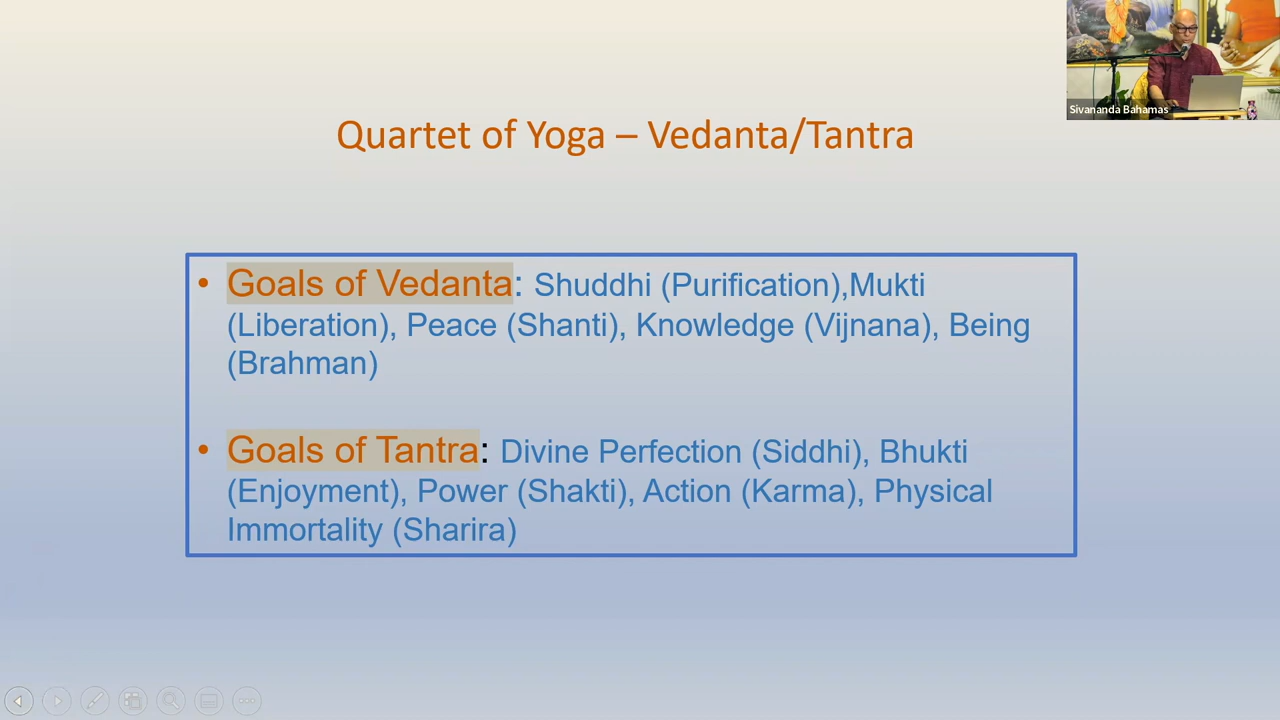 Sivananda Bahamas
Quartet of Yoga – Vedanta/Tantra
• Goals of Vedanta: Shuddhi (Purification),Mukti
(Liberation), Peace (Shanti), Knowledge (Vijnana), Being
(Brahman)
• Goals of Tantra: Divine Perfection (Siddhi), Bhukti
(Enjoyment), Power (Shakti), Action (Karma), Physical
Immortality (Sharira)